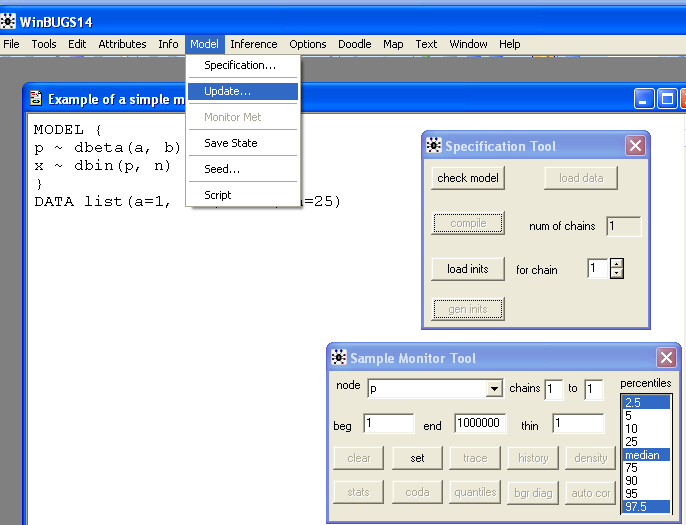 WinBUGS14
File Tools Edit Attributes Info Model Inference Options Doodle Map Text Window Help
Specification...
Update...
Monitor Met
Save State
Seed...
Script
Example of a simple m
MODEL {
p ~ dbeta(a, b)
x ~ dbin(p, n)
}
DATA list(a=1, =25)
Specification Tool
check model load data
compile num of chains 1
load inits for chain 1
gen inits
Sample Monitor Tool
node p chains 1 to 1 percentiles
beg 1 end 1000000 thin 1
clear set trace history density
stats coda quantiles bgr diag auto cor
2.5
5
10
25
median
75
90
95
97.5